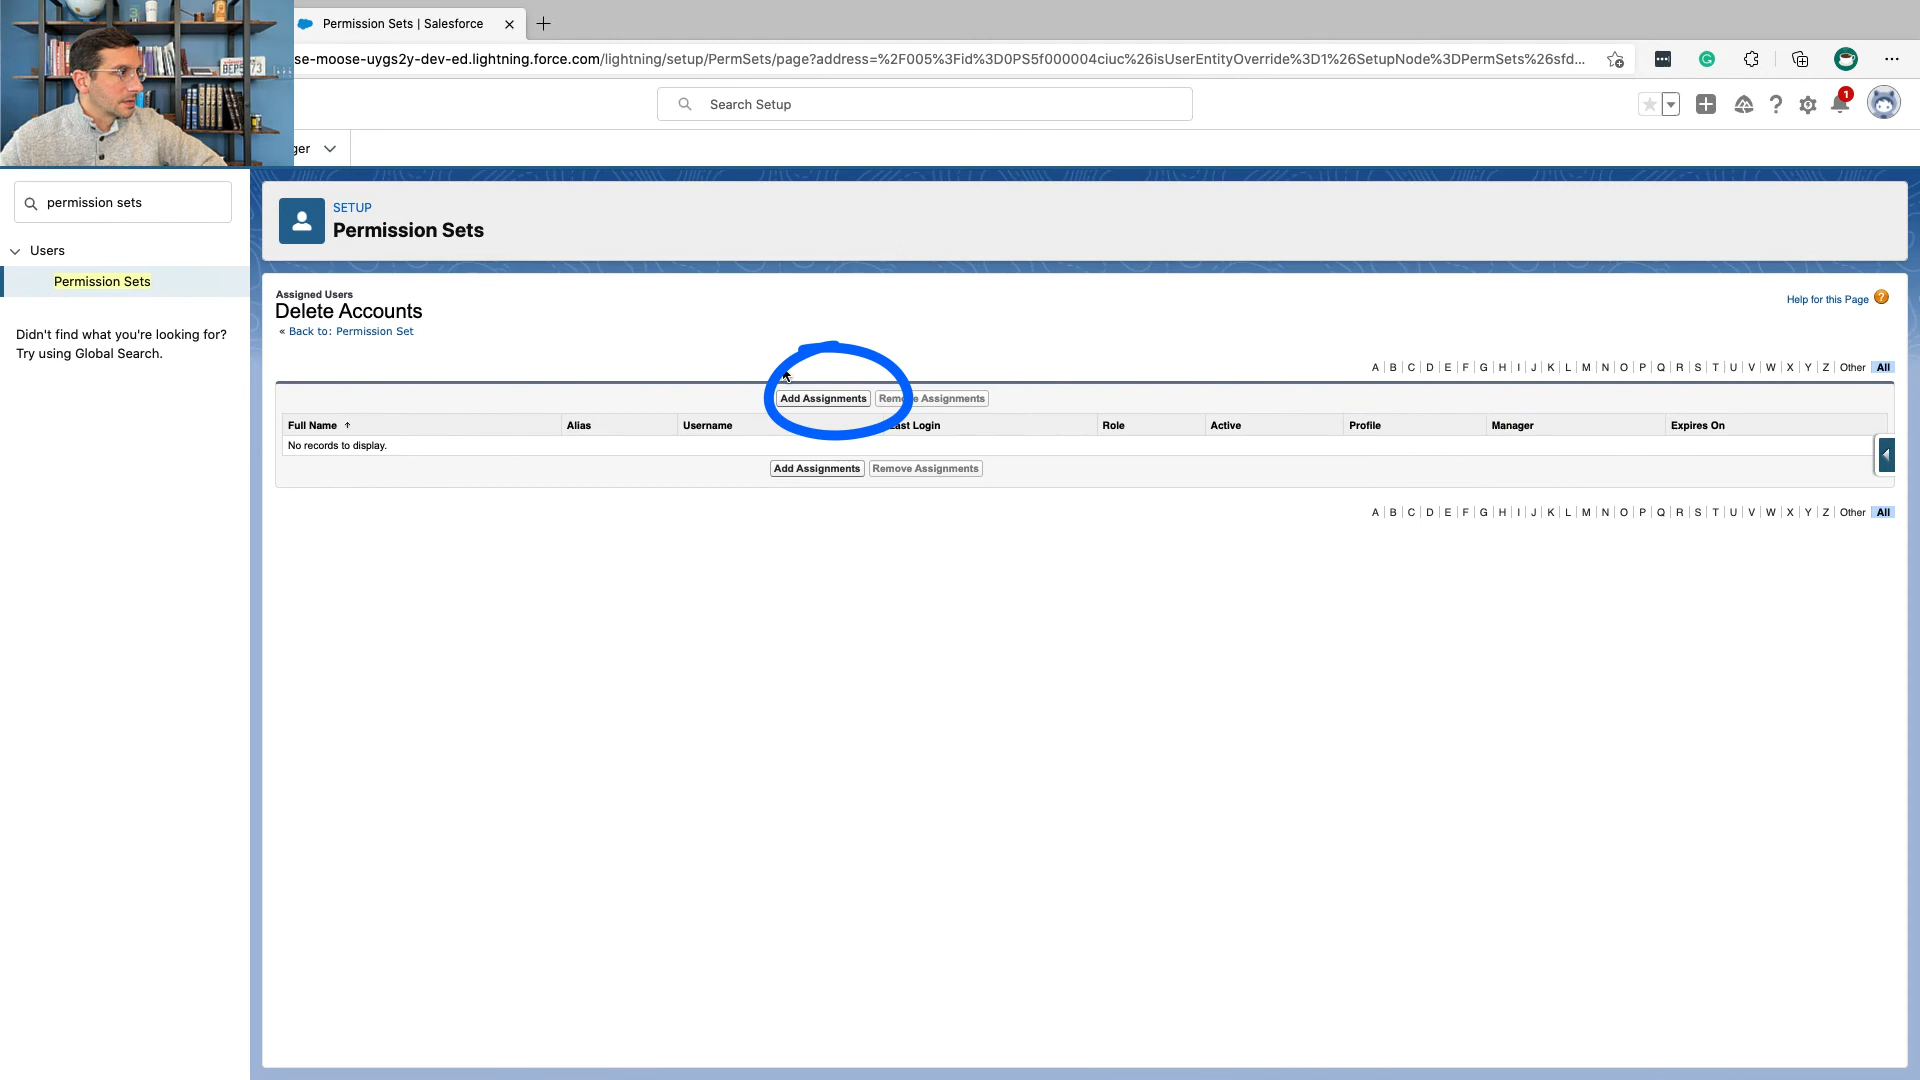 Permission Sets | Salesforce
se-moose-uygs2y-dev-ed.lightning.force.com/lightning/setup/PermSets/page?address=%2F005%3Fid%3D0PS5f000004ciuc%26isUserEntityOverride%3D1%26SetupNode%3DPermSets%26sfd...
Search Setup
1
ger
permission sets
Users
Permission Sets
Didn't find what you're looking for?
Try using Global Search.
SETUP
Permission Sets
Assigned Users
Delete Accounts
« Back to: Permission Set
Help for this Page ?
A | B | C | D | E | F | G | H | I | J | K | L | M | N | O | P | Q | R | S | T | U | V | W | X | Y | Z | Other | All
Add Assignments Remove Assignments
Full Name ↑ Alias Username Last Login Role Active Profile Manager Expires On
No records to display.
Add Assignments Remove Assignments
A | B | C | D | E | F | G | H | I | J | K | L | M | N | O | P | Q | R | S | T | U | V | W | X | Y | Z | Other | All